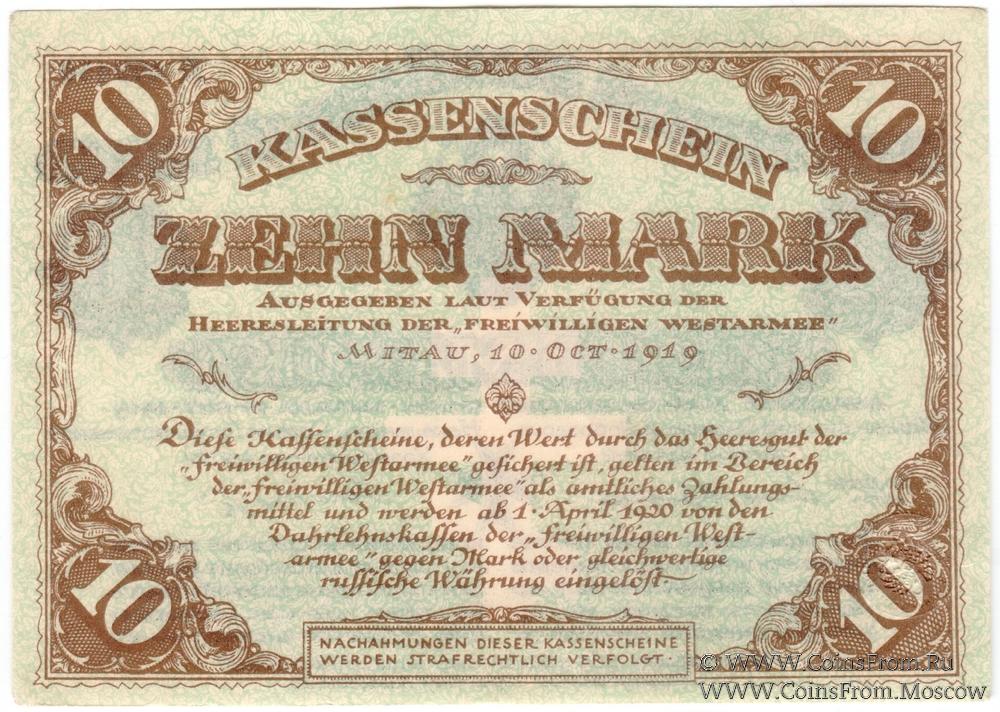 10 10
KASSENSCHEIN
ZEHN MARK
AUSGEGEBEN LAUT VERFÜGUNG DER
HEERESLEITUNG DER „FREIWILLIGEN WESTARMEE"
MITAU, 10. OCT. 1919
Dieſe Kaſſenſcheine, deren Wert durch das Heeresgut der
„Freiwilligen Westarmee" geſichert iſt, gelten im Bereich
der „Freiwilligen Westarmee" als amtliches Zahlungs-
mittel und werden ab 1. April 1920 von den
Dahrlehnskaſſen der „Freiwilligen West-
armee" gegen Mark oder gleichwertige
ruſſiſche Währung eingelöſt.
10 10
NACHAHMUNGEN DIESER KASSENSCHEINE
WERDEN STRAFRECHTLICH VERFOLGT.
© WWW.CoinsFrom.Ru
WWW.CoinsFrom.Moscow